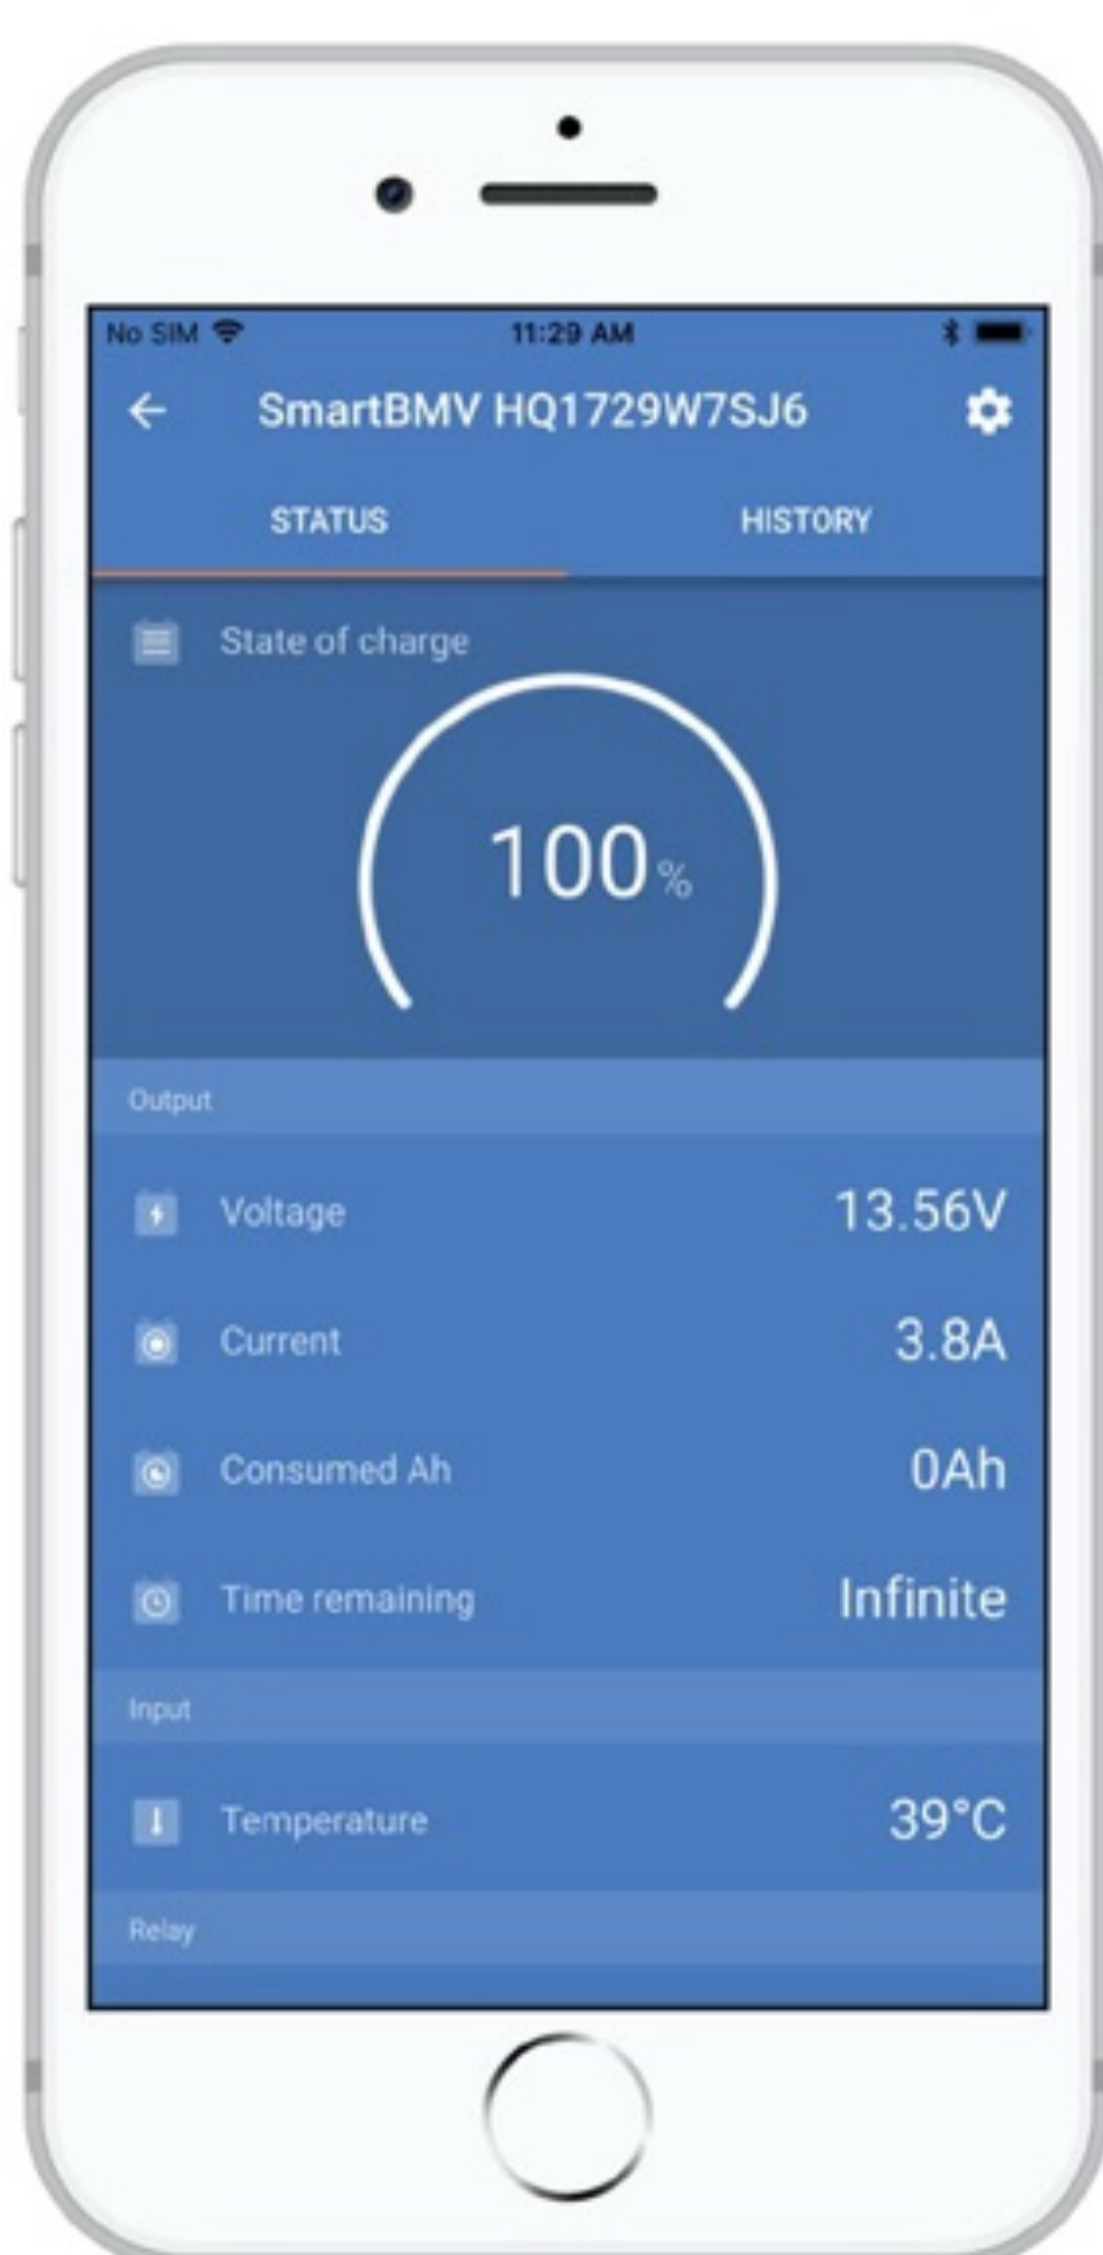 No SIM 11:29 AM
SmartBMV HQ1729W7SJ6
STATUS HISTORY
State of charge
100%
Output
Voltage 13.56V
Current 3.8A
Consumed Ah 0Ah
Time remaining Infinite
Input
Temperature 39°C
Relay